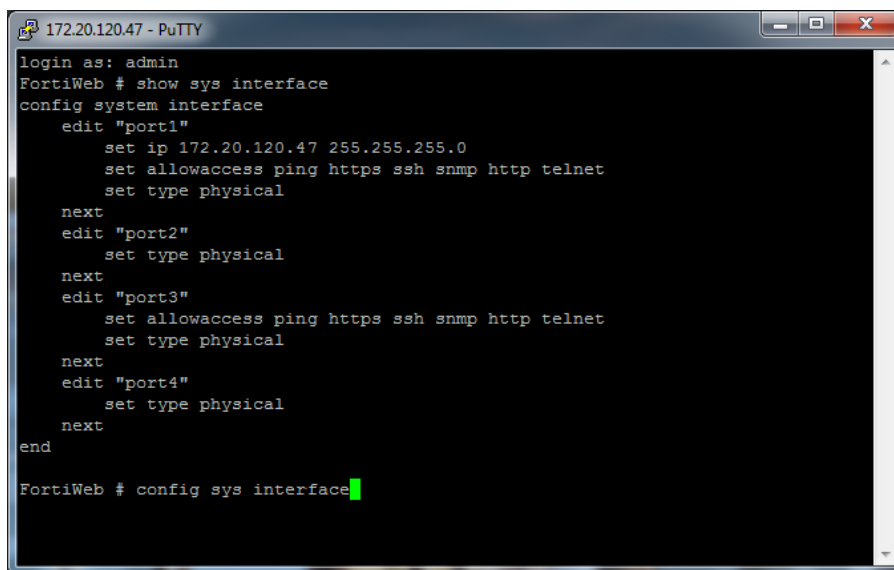 172.20.120.47 - PuTTY
login as: admin
FortiWeb # show sys interface
config system interface
    edit "port1"
        set ip 172.20.120.47 255.255.255.0
        set allowaccess ping https ssh snmp http telnet
        set type physical
    next
    edit "port2"
        set type physical
    next
    edit "port3"
        set allowaccess ping https ssh snmp http telnet
        set type physical
    next
    edit "port4"
        set type physical
    next
end
FortiWeb # config sys interface